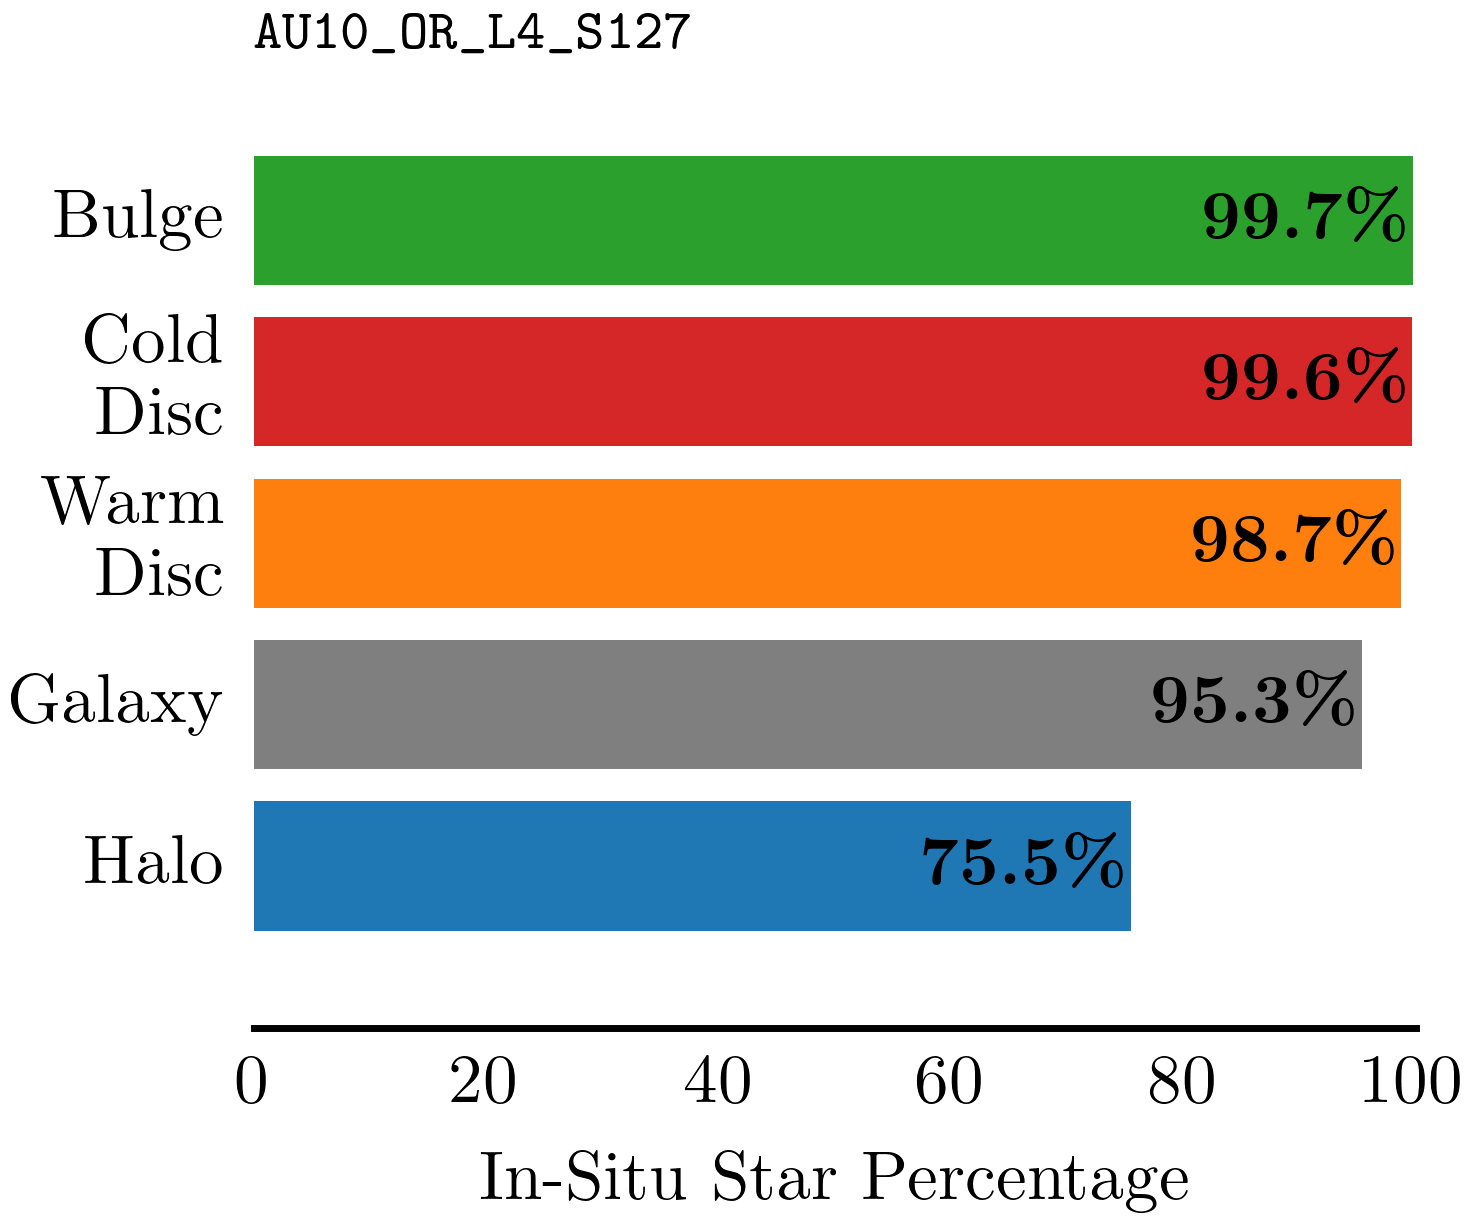 AU10_OR_L4_S127
Bulge
99.7%
Cold
Disc
99.6%
Warm
Disc
98.7%
Galaxy
95.3%
Halo
75.5%
0 20 40 60 80 100
In-Situ Star Percentage